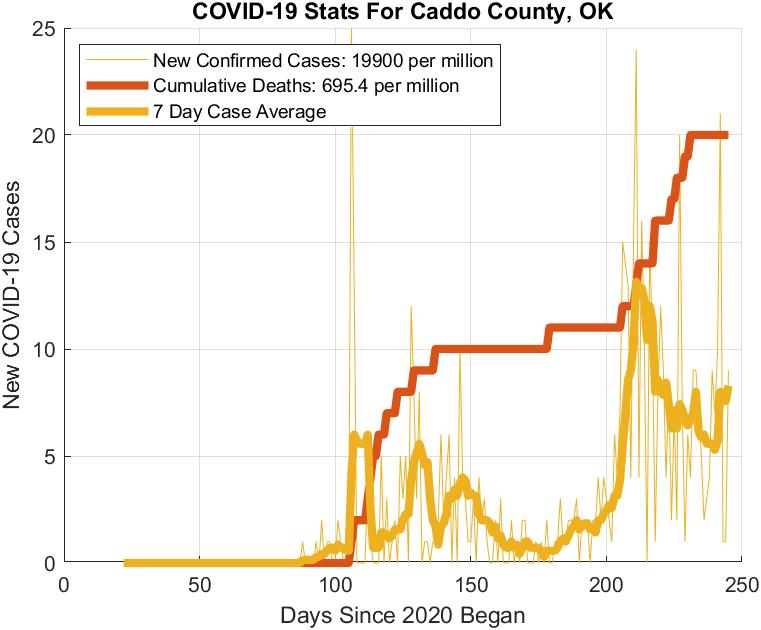 COVID-19 Stats For Caddo County, OK
New Confirmed Cases: 19900 per million
Cumulative Deaths: 695.4 per million
7 Day Case Average
New COVID-19 Cases
25
20
15
10
5
0
0 50 100 150 200 250
Days Since 2020 Began